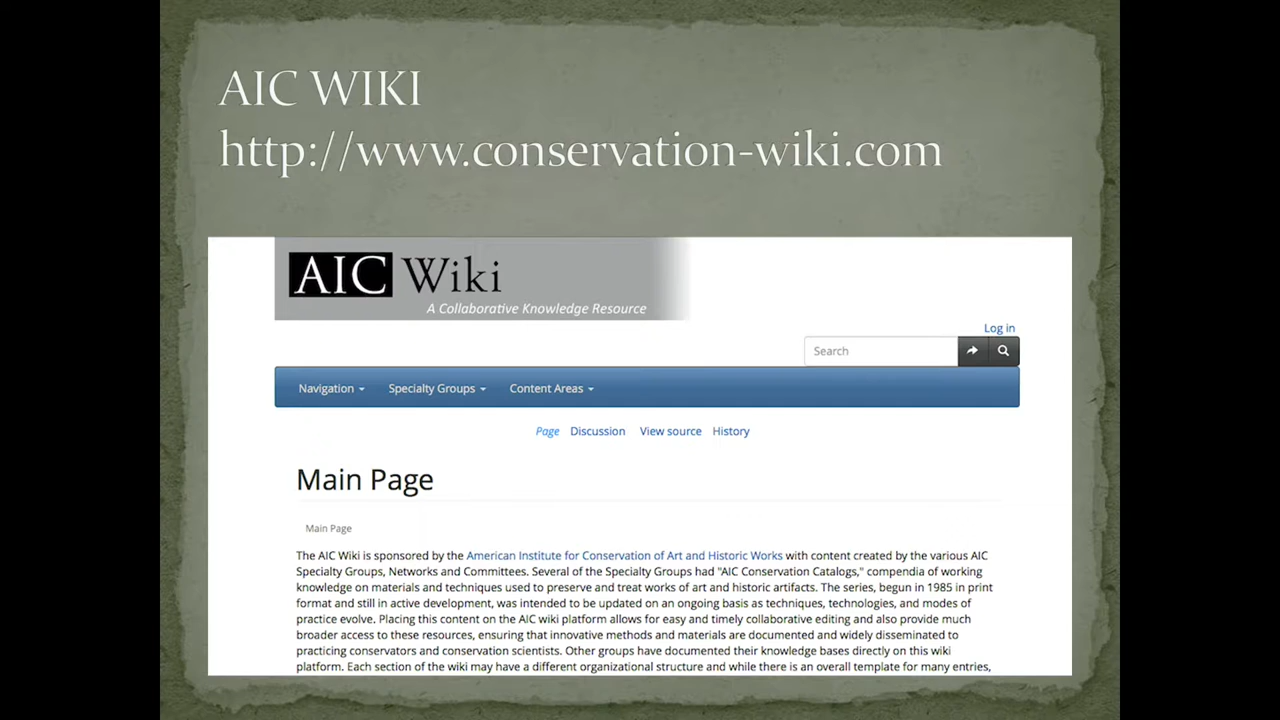 AIC WIKI
http://www.conservation-wiki.com
AIC Wiki
A Collaborative Knowledge Resource
Log in
Search
Navigation Specialty Groups Content Areas
Page Discussion View source History
Main Page
Main Page
The AIC Wiki is sponsored by the American Institute for Conservation of Art and Historic Works with content created by the various AIC
Specialty Groups, Networks and Committees. Several of the Specialty Groups had "AIC Conservation Catalogs," compendia of working
knowledge on materials and techniques used to preserve and treat works of art and historic artifacts. The series, begun in 1985 in print
format and still in active development, was intended to be updated on an ongoing basis as techniques, technologies, and modes of
practice evolve. Placing this content on the AIC wiki platform allows for easy and timely collaborative editing and also provide much
broader access to these resources, ensuring that innovative methods and materials are documented and widely disseminated to
practicing conservators and conservation scientists. Other groups have documented their knowledge bases directly on this wiki
platform. Each section of the wiki may have a different organizational structure and while there is an overall template for many entries,